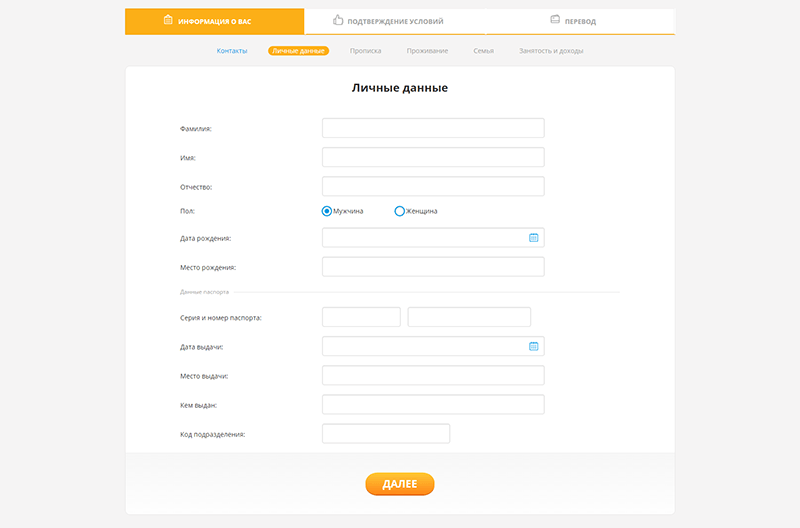 ИНФОРМАЦИЯ О ВАС ПОДТВЕРЖДЕНИЕ УСЛОВИЙ ПЕРЕВОД
Контакты Личные данные Прописка Проживание Семья Занятость и доходы
Личные данные
Фамилия:
Имя:
Отчество:
Пол: Мужчина Женщина
Дата рождения:
Место рождения:
Данные паспорта
Серия и номер паспорта:
Дата выдачи:
Место выдачи:
Кем выдан:
Код подразделения:
ДАЛЕЕ